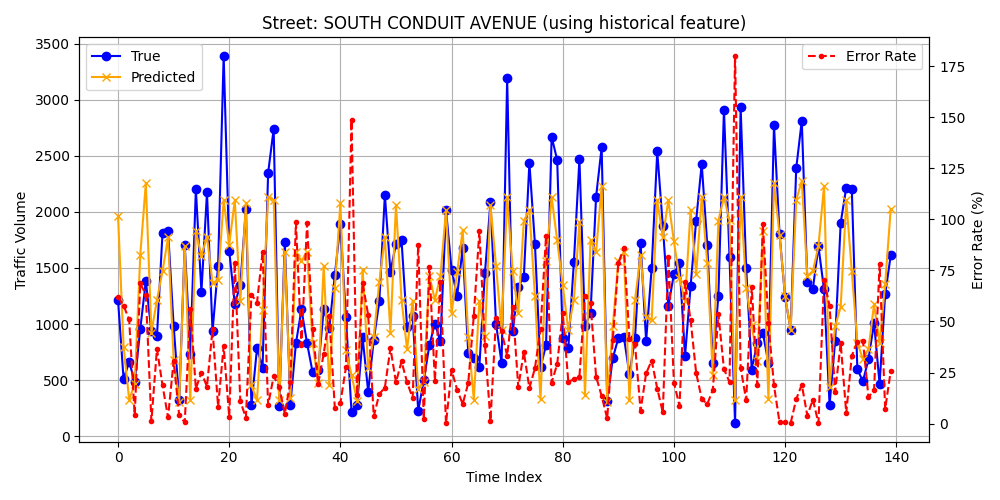 Street: SOUTH CONDUIT AVENUE (using historical feature)
True
Predicted
Error Rate
3500
3000
2500
2000
1500
1000
500
0
Traffic Volume
175
150
125
100
75
50
25
0
Error Rate (%)
0 20 40 60 80 100 120 140
Time Index